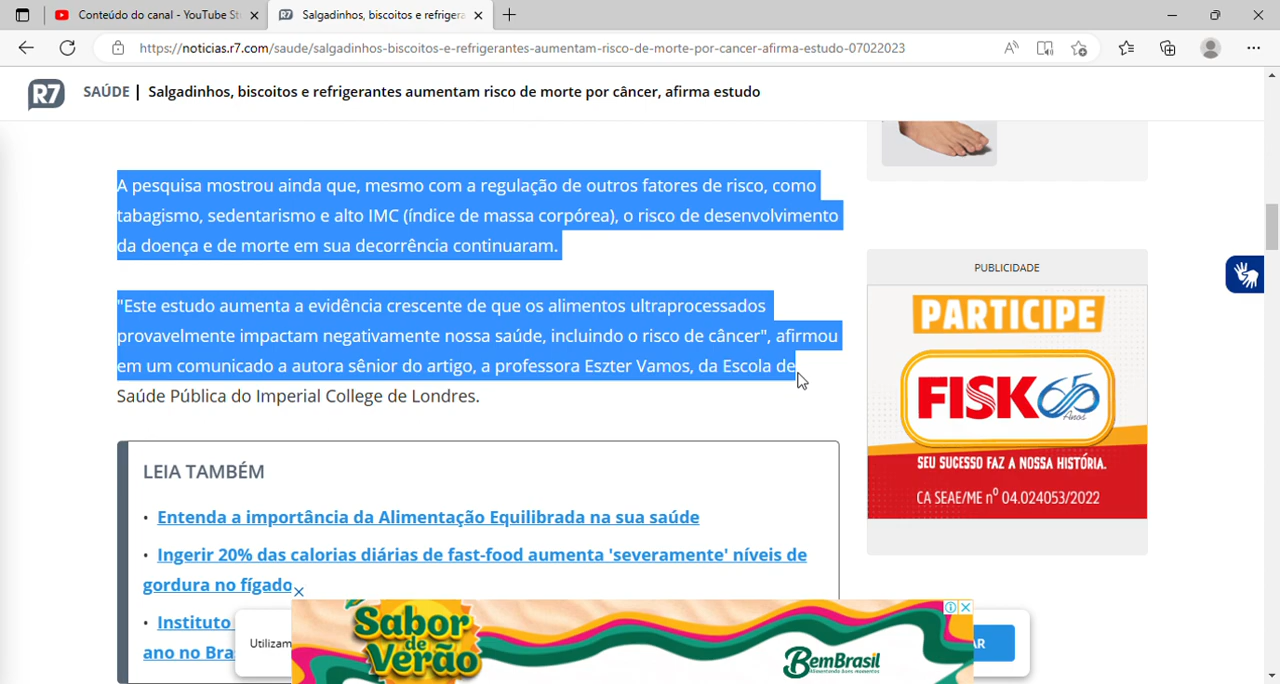 Conteúdo do canal - YouTube St
Salgadinhos, biscoitos e refrigera
https://noticias.r7.com/saude/salgadinhos-biscoitos-e-refrigerantes-aumentam-risco-de-morte-por-cancer-afirma-estudo-07022023
R7 SAÚDE | Salgadinhos, biscoitos e refrigerantes aumentam risco de morte por câncer, afirma estudo
A pesquisa mostrou ainda que, mesmo com a regulação de outros fatores de risco, como
tabagismo, sedentarismo e alto IMC (índice de massa corpórea), o risco de desenvolvimento
da doença e de morte em sua decorrência continuaram.
"Este estudo aumenta a evidência crescente de que os alimentos ultraprocessados
provavelmente impactam negativamente nossa saúde, incluindo o risco de câncer", afirmou
em um comunicado a autora sênior do artigo, a professora Eszter Vamos, da Escola de
Saúde Pública do Imperial College de Londres.
LEIA TAMBÉM
• Entenda a importância da Alimentação Equilibrada na sua saúde
• Ingerir 20% das calorias diárias de fast-food aumenta 'severamente' níveis de
gordura no fígado
• Instituto
ano no Bra
Utilizam
AR
PUBLICIDADE
PARTICIPE
FISK 65
Anos
SEU SUCESSO FAZ A NOSSA HISTÓRIA.
CA SEAE/ME nº 04.024053/2022
Sabor
de
Verão
BemBrasil